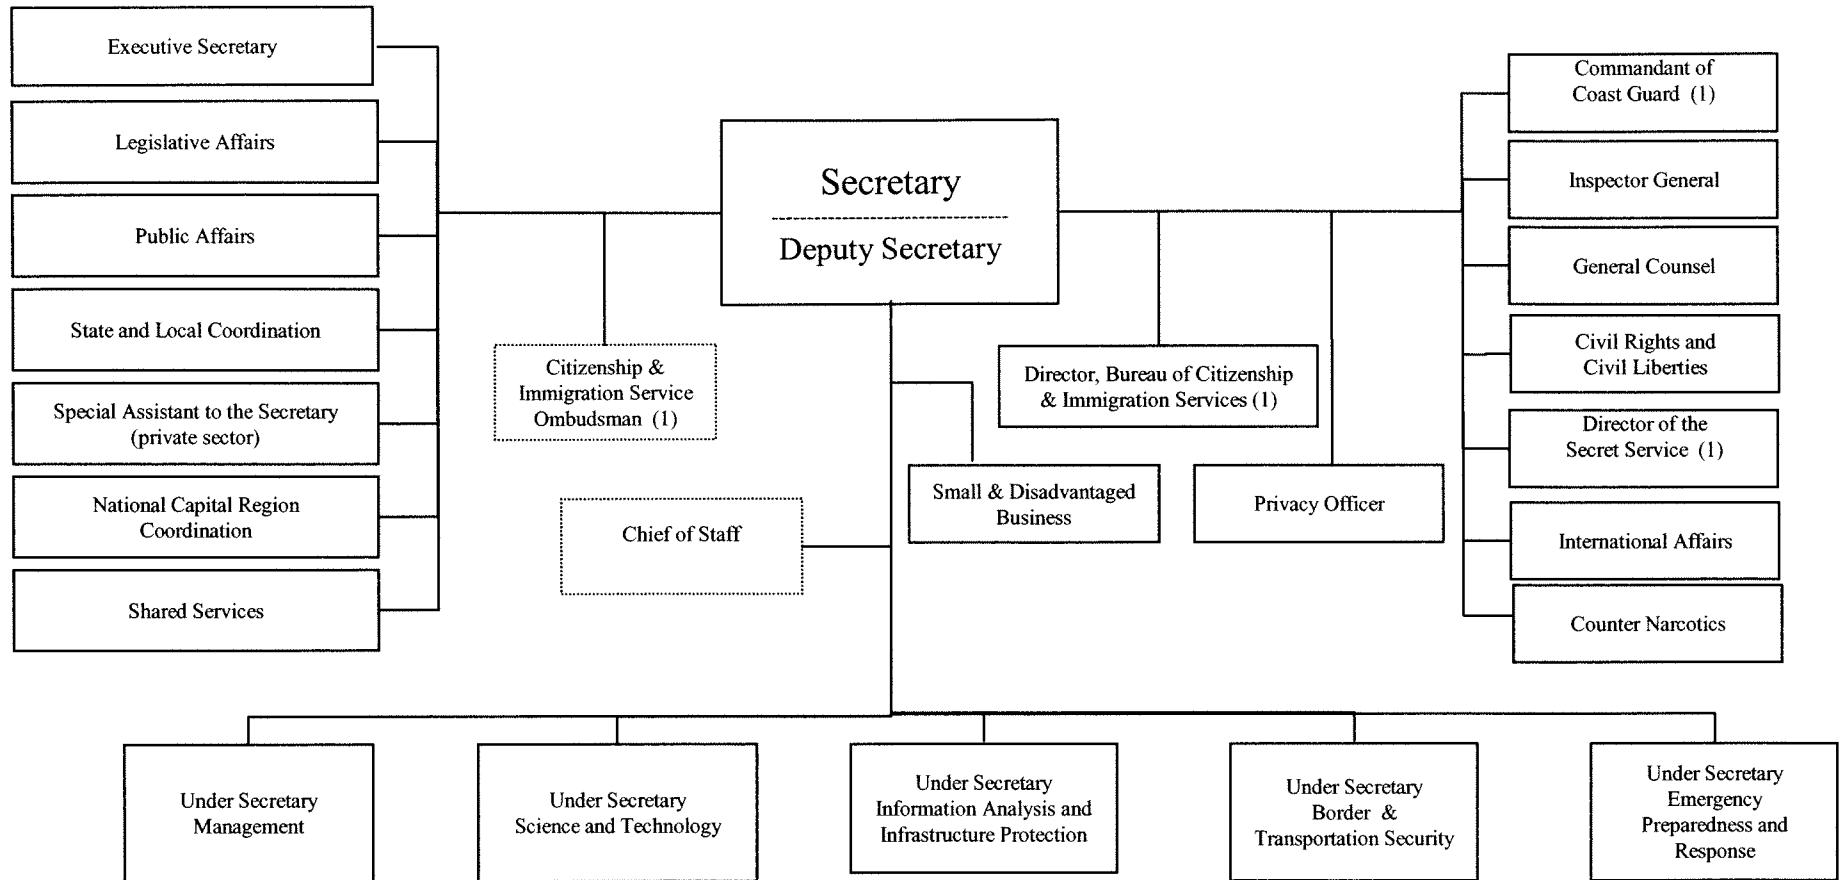 Executive Secretary
Legislative Affairs
Public Affairs
State and Local Coordination
Special Assistant to the Secretary
(private sector)
National Capital Region
Coordination
Shared Services
Secretary
Deputy Secretary
Citizenship &
Immigration Service
Ombudsman (1)
Chief of Staff
Small & Disadvantaged
Business
Director, Bureau of Citizenship
& Immigration Services (1)
Privacy Officer
Commandant of
Coast Guard (1)
Inspector General
General Counsel
Civil Rights and
Civil Liberties
Director of the
Secret Service (1)
International Affairs
Counter Narcotics
Under Secretary
Management
Under Secretary
Science and Technology
Under Secretary
Information Analysis and
Infrastructure Protection
Under Secretary
Border &
Transportation Security
Under Secretary
Emergency
Preparedness and
Response